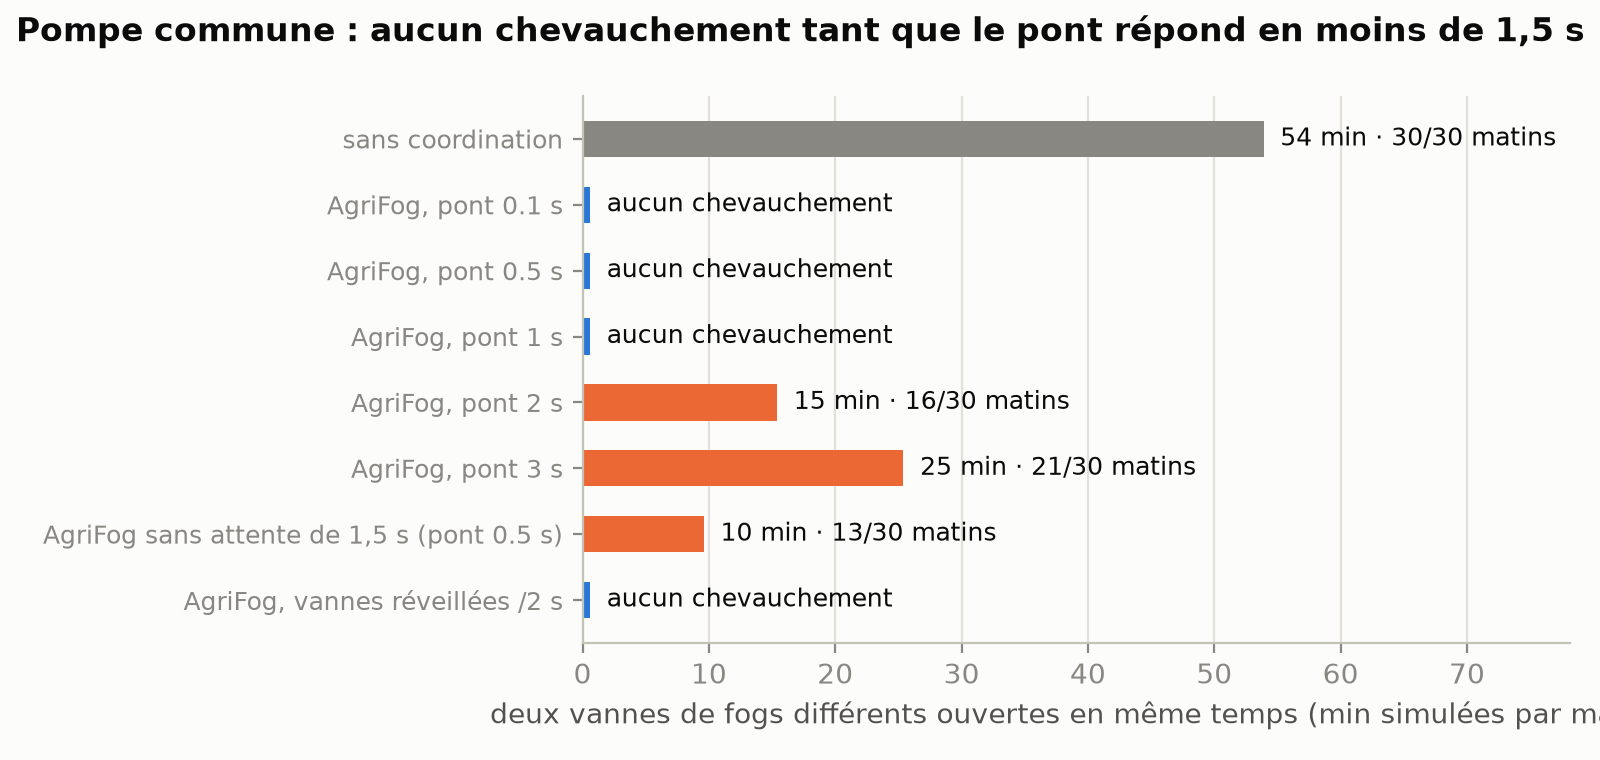 Pompe commune : aucun chevauchement tant que le pont répond en moins de 1,5 s
sans coordination
54 min · 30/30 matins
AgriFog, pont 0.1 s
aucun chevauchement
AgriFog, pont 0.5 s
aucun chevauchement
AgriFog, pont 1 s
aucun chevauchement
AgriFog, pont 2 s
15 min · 16/30 matins
AgriFog, pont 3 s
25 min · 21/30 matins
AgriFog sans attente de 1,5 s (pont 0.5 s)
10 min · 13/30 matins
AgriFog, vannes réveillées /2 s
aucun chevauchement
0 10 20 30 40 50 60 70
deux vannes de fogs différents ouvertes en même temps (min simulées par